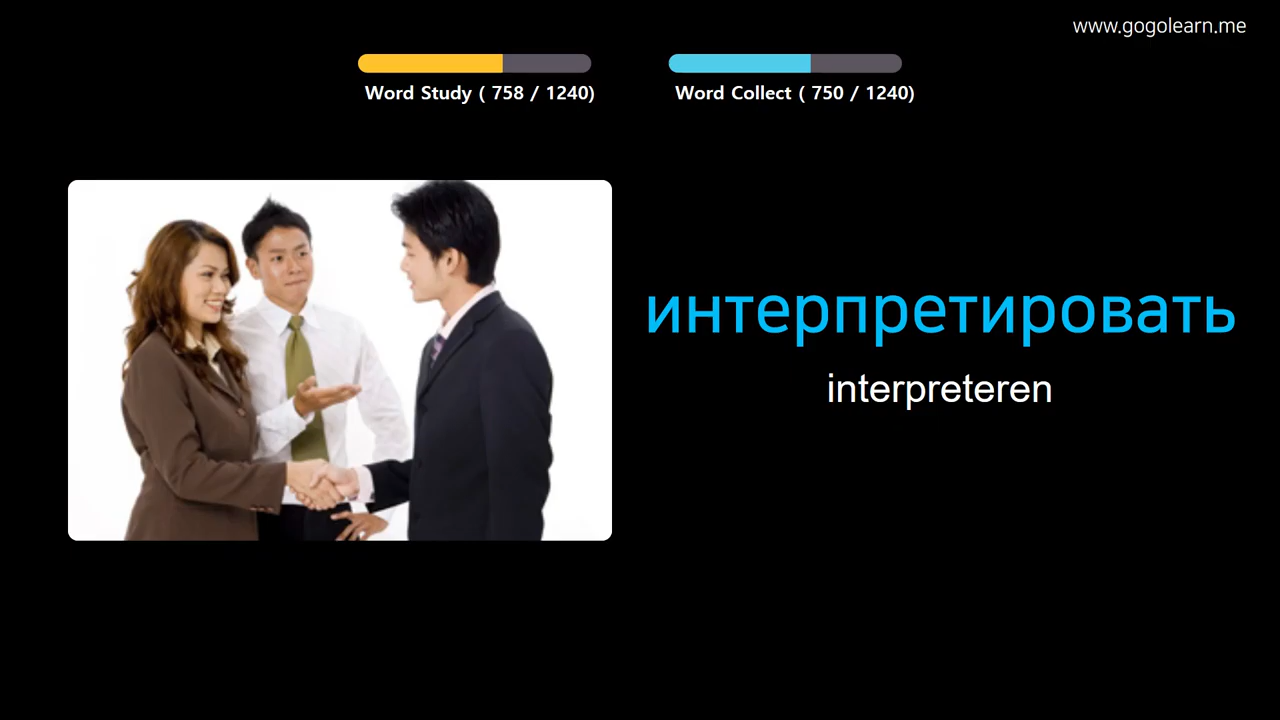 www.gogolearn.me
Word Study ( 758 / 1240)
Word Collect ( 750 / 1240)
интерпретировать
interpreteren